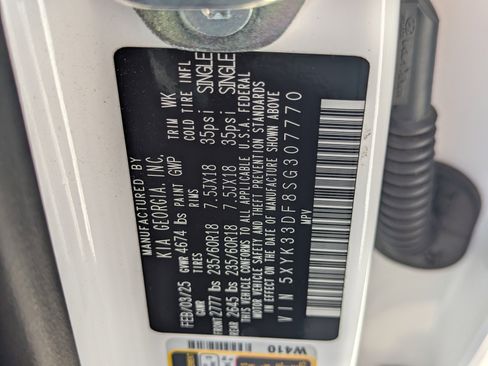 MANUFACTURED BY
KIA GEORGIA, INC.
FEB/03/25 GVWR 4674 lbs PAINT GWP TRIM WK
GAWR TIRES COLD TIRE INFL
FRONT 2777 lbs 235/60R18 7.5JX18 35psi SINGLE
REAR 2645 lbs 235/60R18 7.5JX18 35psi SINGLE
THIS VEHICLE CONFORMS TO ALL APPLICABLE U.S.A. FEDERAL
MOTOR VEHICLE SAFETY AND THEFT PREVENTION STANDARDS
IN EFFECT ON THE DATE OF MANUFACTURE SHOWN ABOVE
VIN 5XYK33DF8SG307770
MPV
W410